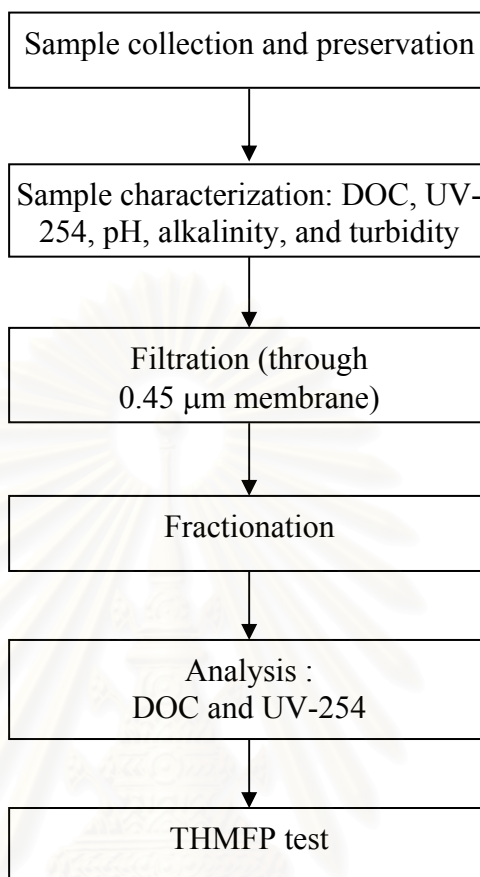 Sample collection and preservation
Sample characterization: DOC, UV-
254, pH, alkalinity, and turbidity
Filtration (through
0.45 µm membrane)
Fractionation
Analysis :
DOC and UV-254
THMFP test